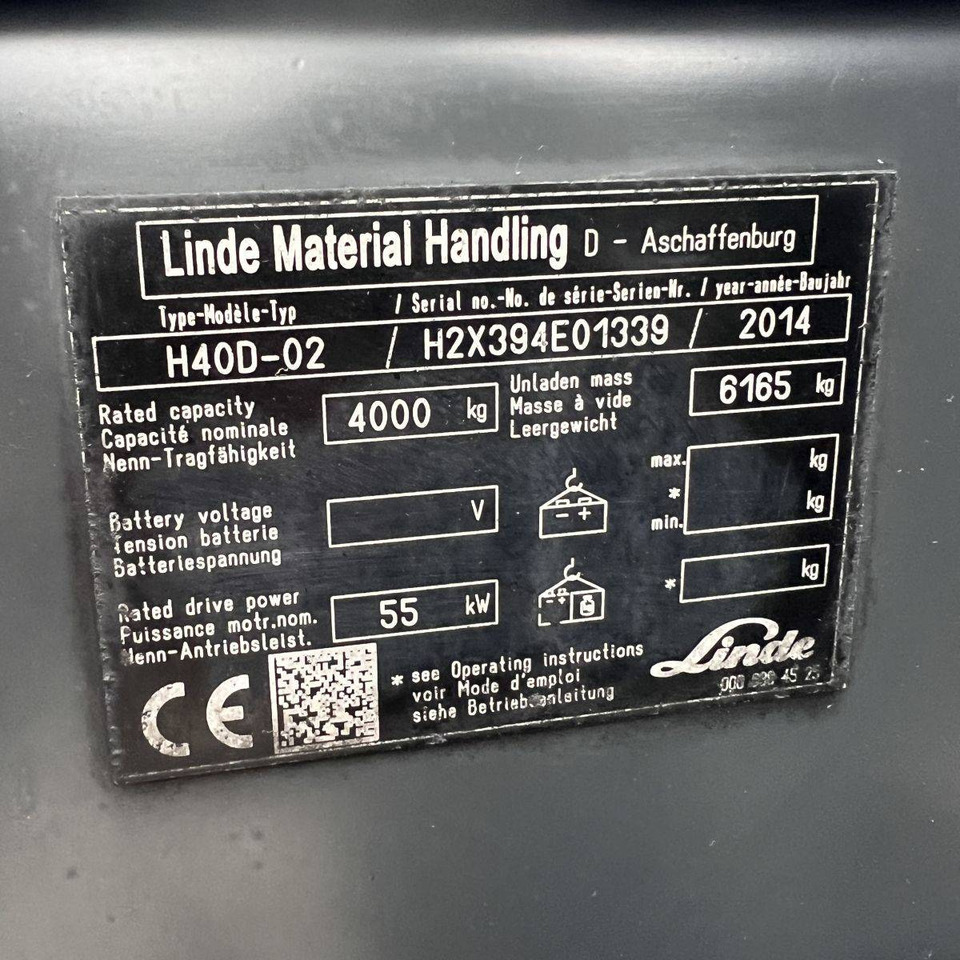 Linde Material Handling D - Aschaffenburg
Type-Modèle-Typ / Serial no.-No. de série-Serien-Nr. / year-année-Baujahr
H40D-02 / H2X394E01339 / 2014
Rated capacity
Capacité nominale
Nenn-Tragfähigkeit
4000 kg
Unladen mass
Masse à vide
Leergewicht
6165 kg
Battery voltage
Tension batterie
Batteriespannung
V
- +
max. kg
*
min. kg
Rated drive power
Puissance motr.nom.
Nenn-Antriebsleist.
55 kW
- +
* kg
CE
* see Operating instructions
voir Mode d'emploi
siehe Betriebsanleitung
Linde
000 45